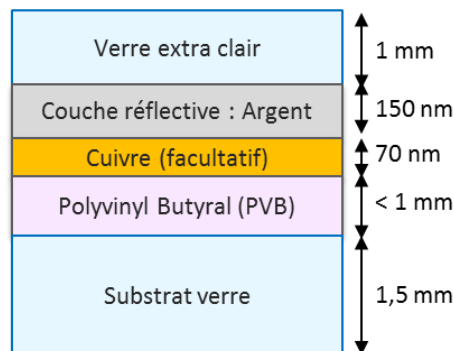 Verre extra clair
1 mm
Couche réflective : Argent
150 nm
Cuivre (facultatif)
70 nm
Polyvinyl Butyral (PVB)
< 1 mm
Substrat verre
1,5 mm